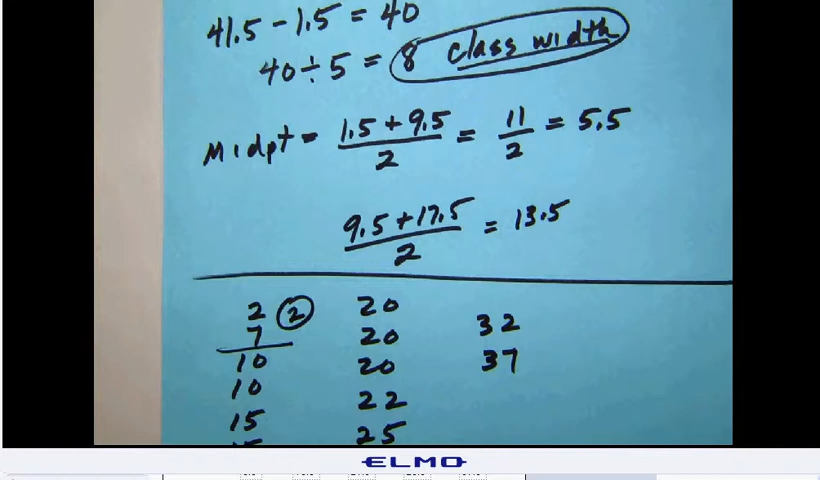 41.5 - 1.5 = 40
40 ÷ 5 = 8 class width
Midpt = (1.5 + 9.5)/2 = 11/2 = 5.5
(9.5 + 17.5)/2 = 13.5
2 ② 20
7 20 32
10 20 37
10 22
15 25
ELMO